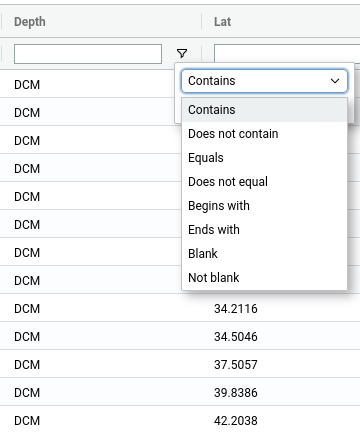 Depth Lat
Contains
DCM Contains
DCM Does not contain
DCM Equals
DCM Does not equal
DCM Begins with
DCM Ends with
DCM Blank
DCM Not blank
DCM 34.2116
DCM 34.5046
DCM 37.5057
DCM 39.8386
DCM 42.2038